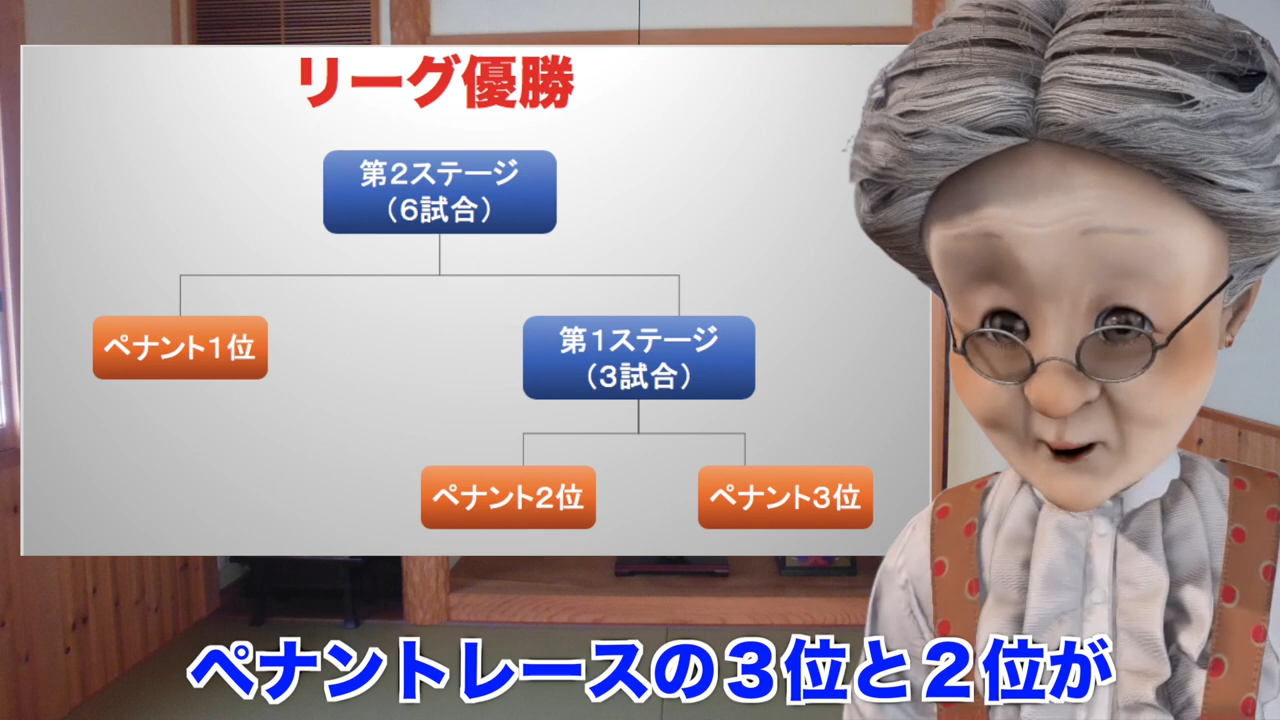 リーグ優勝
第2ステージ
（6試合）
ペナント1位
第1ステージ
（3試合）
ペナント2位
ペナント3位
ペナントレースの3位と2位が